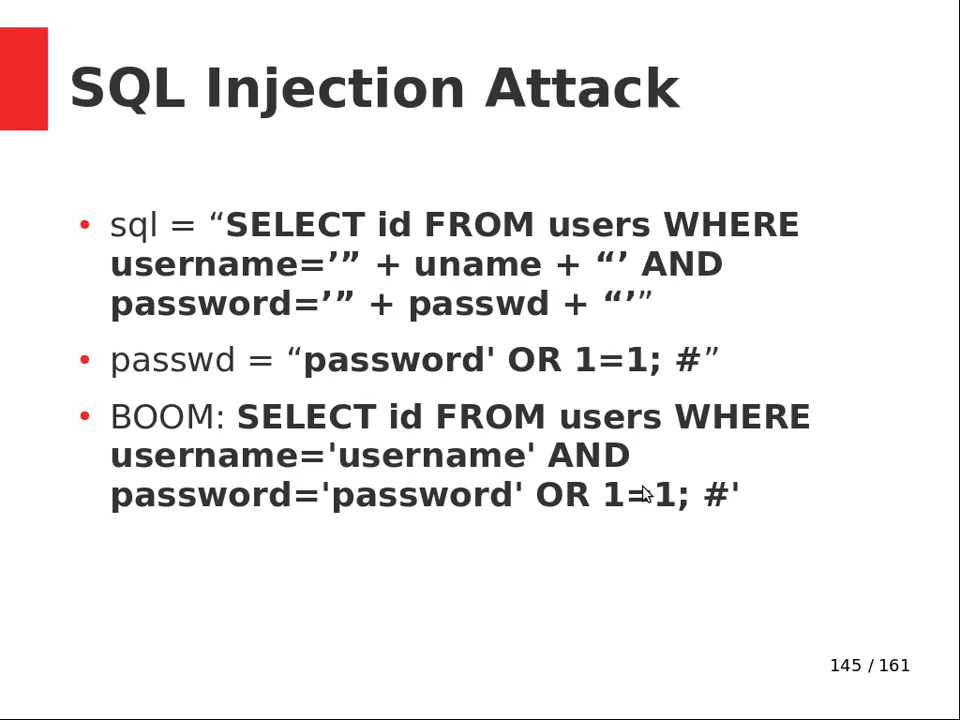 SQL Injection Attack
• sql = “SELECT id FROM users WHERE
username=’” + uname + “’ AND
password=’” + passwd + “’”
• passwd = “password' OR 1=1; #”
• BOOM: SELECT id FROM users WHERE
username='username' AND
password='password' OR 1=1; #'
145 / 161